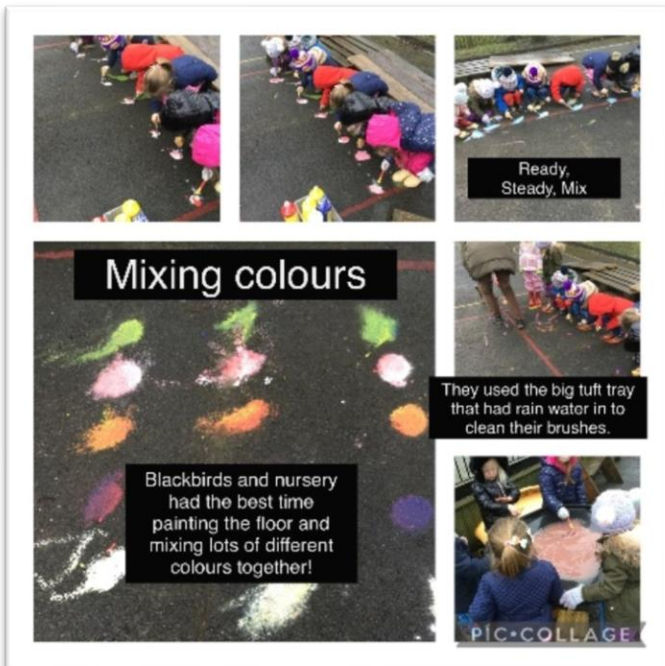 Ready,
Steady, Mix
Mixing colours
They used the big tuft tray
that had rain water in to
clean their brushes.
Blackbirds and nursery
had the best time
painting the floor and
mixing lots of different
colours together!
PIC•COLLAGE